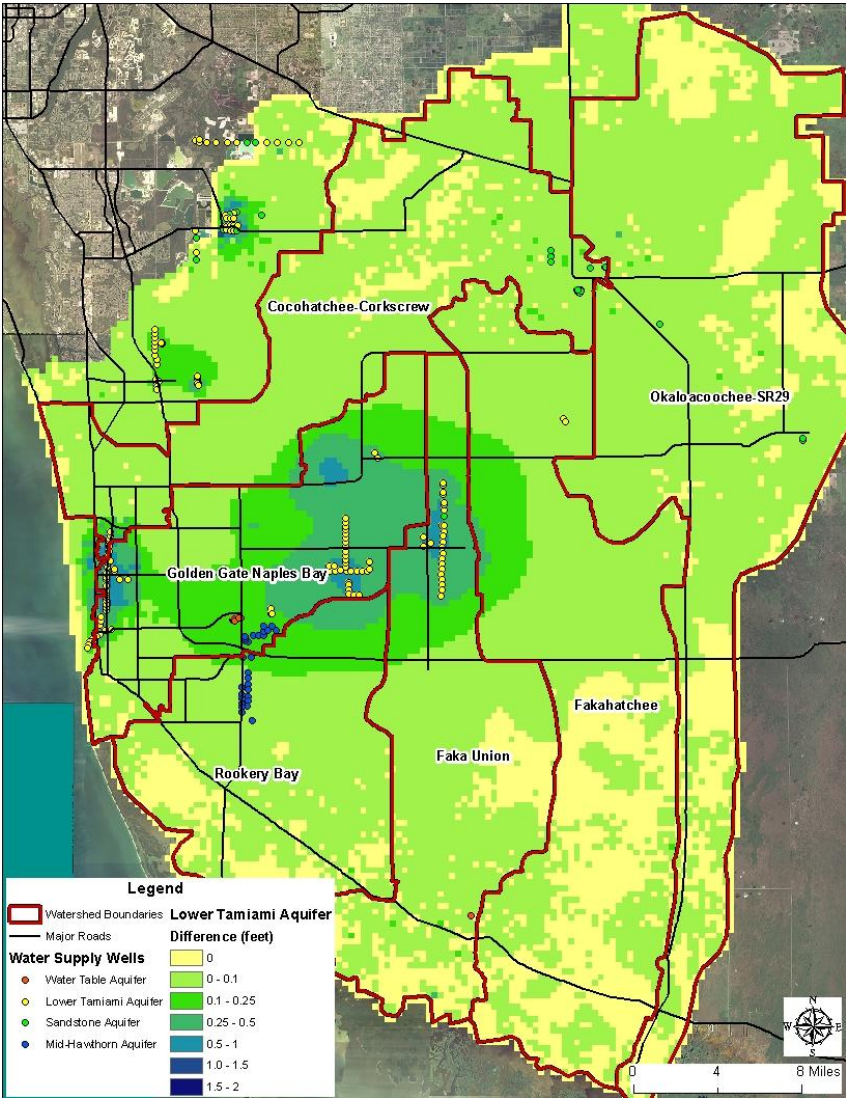 Cocohatchee-Corkscrew
Okaloacoochee-SR29
Golden Gate Naples Bay
Fakahatchee
Faka Union
Rookery Bay
Legend
Watershed Boundaries
Major Roads
Water Supply Wells
Water Table Aquifer
Lower Tamiami Aquifer
Sandstone Aquifer
Mid-Hawthorn Aquifer
Lower Tamiami Aquifer
Difference (feet)
0
0 - 0.1
0.1 - 0.25
0.25 - 0.5
0.5 - 1
1.0 - 1.5
1.5 - 2
N
W E
S
0 4 8 Miles